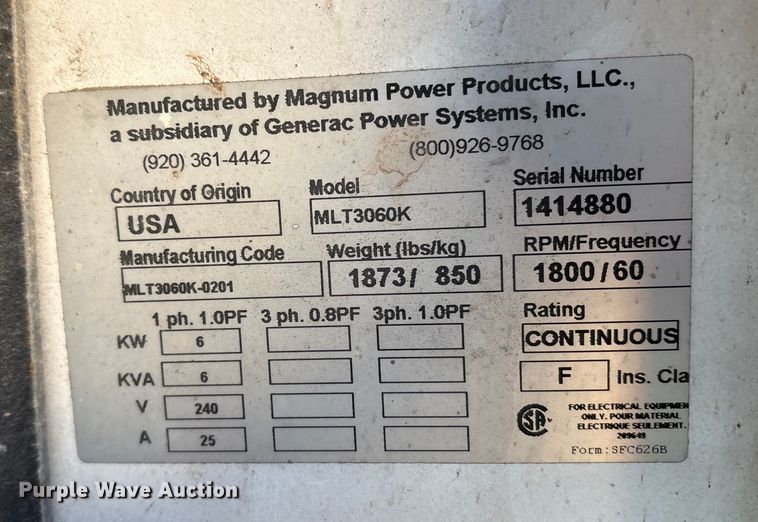 Manufactured by Magnum Power Products, LLC.,
a subsidiary of Generac Power Systems, Inc.
(920) 361-4442 (800)926-9768
Country of Origin Model Serial Number
USA MLT3060K 1414880
Manufacturing Code Weight (lbs/kg) RPM/Frequency
MLT3060K-0201 1873/ 850 1800/60
1 ph. 1.0PF 3 ph. 0.8PF 3ph. 1.0PF Rating
KW 6 CONTINUOUS
KVA 6 F Ins. Cla
V 240
A 25
SA
FOR ELECTRICAL EQUIPMEN
ONLY. POUR MATERIAL
ELECTRIQUE SEULEMENT.
209649
Form:SFC626B
Purple Wave Auction